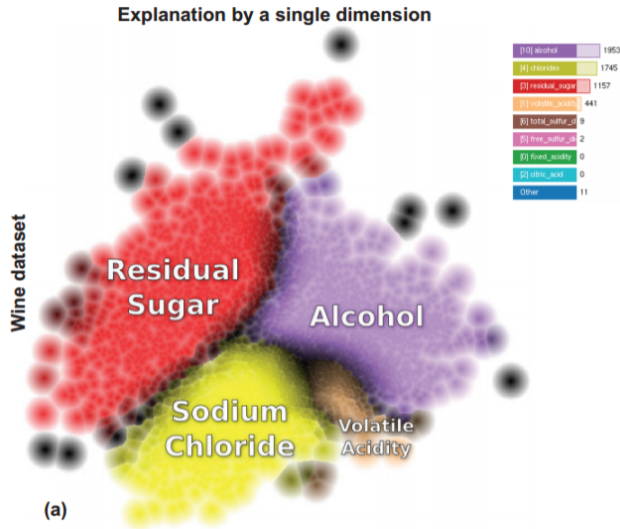 Explanation by a single dimension
[10] alcohol 1953
[4] chlorides 1745
[3] residual_sugar 1157
[1] volatile_acidity 441
[6] total_sulfur_d 9
[5] free_sulfur_di 2
[0] fixed_acidity 0
[2] citric_acid 0
Other 11
Wine dataset
Residual
Sugar
Alcohol
Sodium
Chloride
Volatile
Acidity
(a)